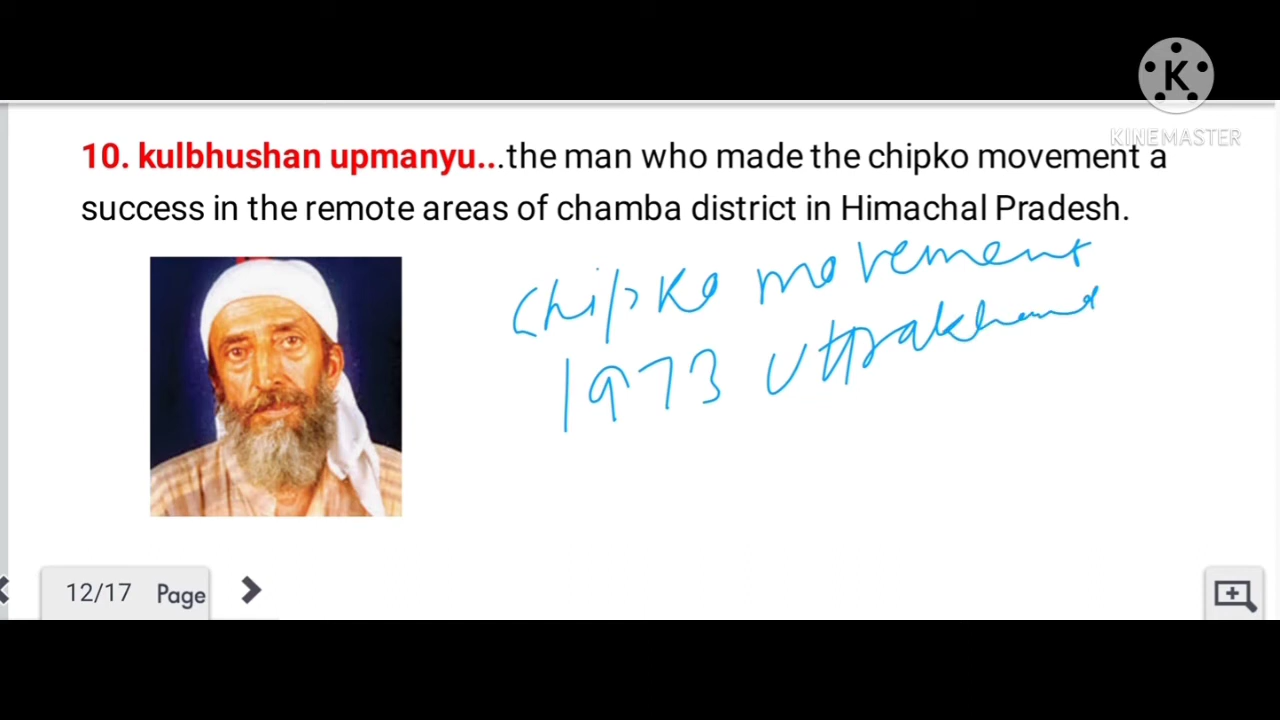 K
KINEMASTER
10. kulbhushan upmanyu...the man who made the chipko movement a
success in the remote areas of chamba district in Himachal Pradesh.
Chipko movement
1973 Uttrakhand
12/17 Page